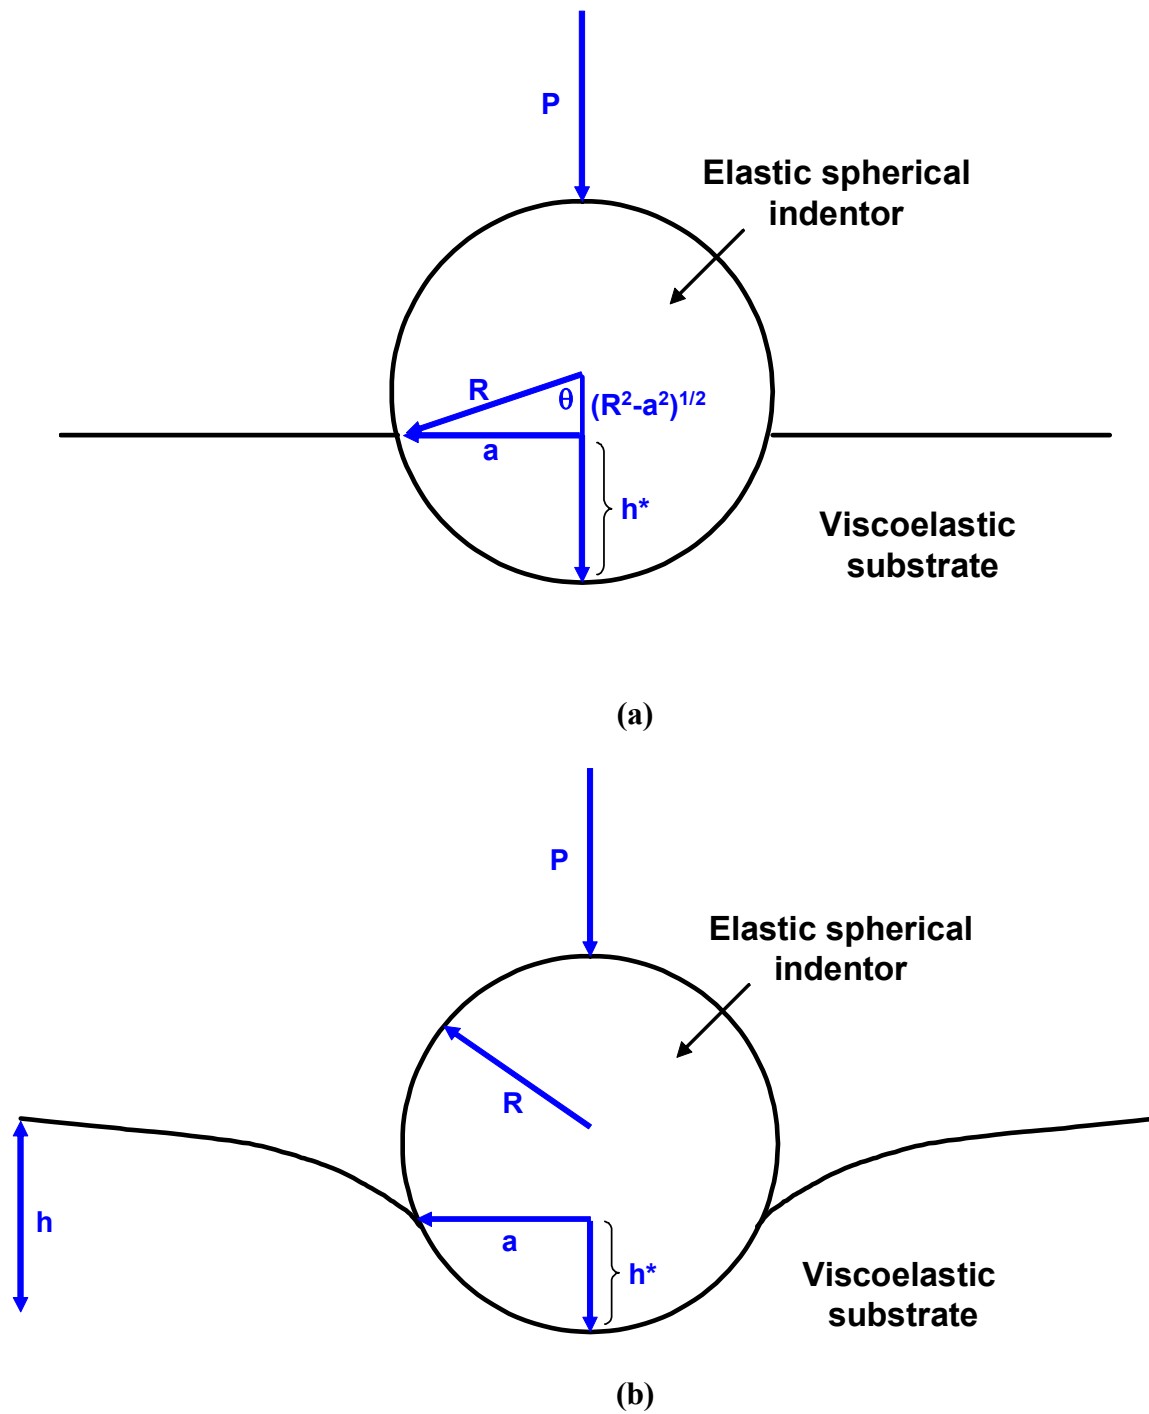 P
Elastic spherical
indentor
R
θ
(R²-a²)¹/²
a
h*
Viscoelastic
substrate
(a)
P
Elastic spherical
indentor
R
h
a
h*
Viscoelastic
substrate
(b)